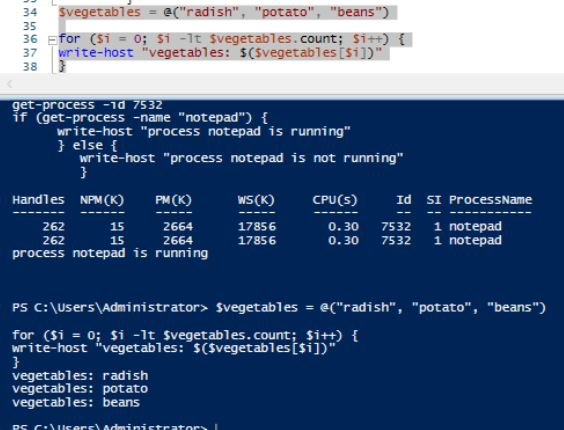 34 $vegetables = @("radish", "potato", "beans")
35
36 for ($i = 0; $i -lt $vegetables.count; $i++) {
37 write-host "vegetables: $($vegetables[$i])"
38 }
get-process -id 7532
if (get-process -name "notepad") {
write-host "process notepad is running"
} else {
write-host "process notepad is not running"
}
Handles NPM(K) PM(K) WS(K) CPU(s) Id SI ProcessName
------- ------ ----- ----- ------ -- -- -----------
262 15 2664 17856 0.30 7532 1 notepad
262 15 2664 17856 0.30 7532 1 notepad
process notepad is running
PS C:\Users\Administrator> $vegetables = @("radish", "potato", "beans")
for ($i = 0; $i -lt $vegetables.count; $i++) {
write-host "vegetables: $($vegetables[$i])"
}
vegetables: radish
vegetables: potato
vegetables: beans
PS C:\Users\Administrator>